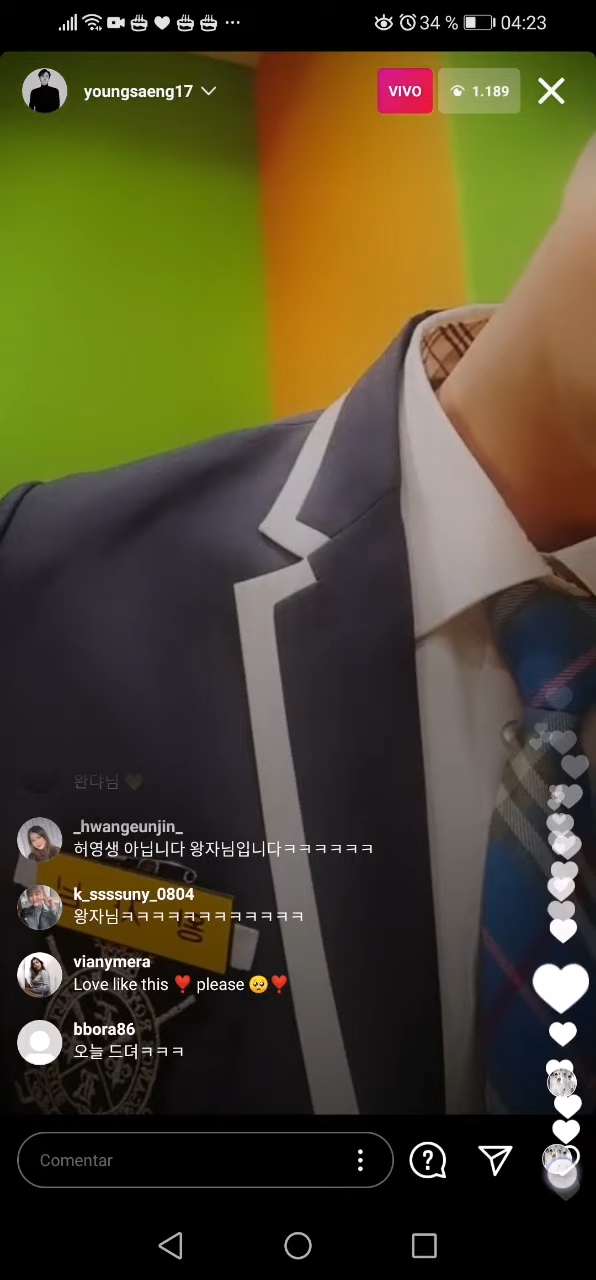 34 % 04:23
youngsaeng17
VIVO 1.189
완다님 💚
_hwangeunjin_
허영생 아닙니다 왕자님입니다ㅋㅋㅋㅋㅋㅋ
k_ssssuny_0804
왕자님ㅋㅋㅋㅋㅋㅋㅋㅋㅋㅋㅋㅋ
vianymera
Love like this ❣️ please 🥺❣️
bbora86
오늘 드뎌ㅋㅋㅋ
Comentar